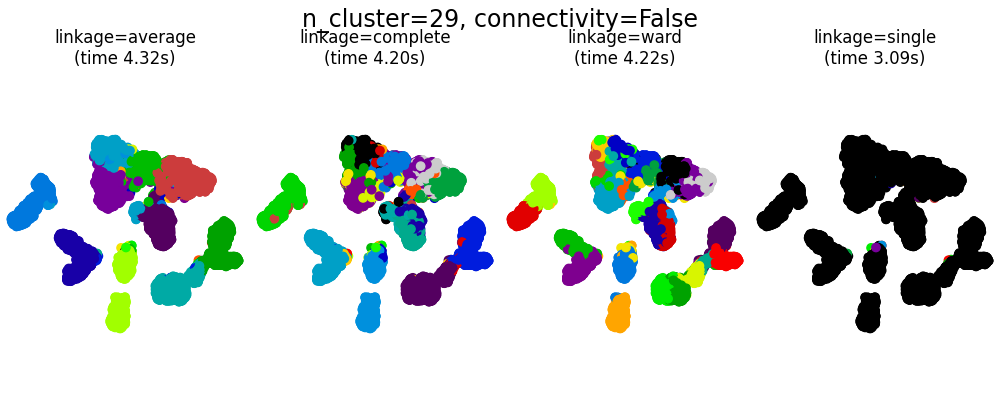 n_cluster=29, connectivity=False
linkage=average
(time 4.32s)
linkage=complete
(time 4.20s)
linkage=ward
(time 4.22s)
linkage=single
(time 3.09s)